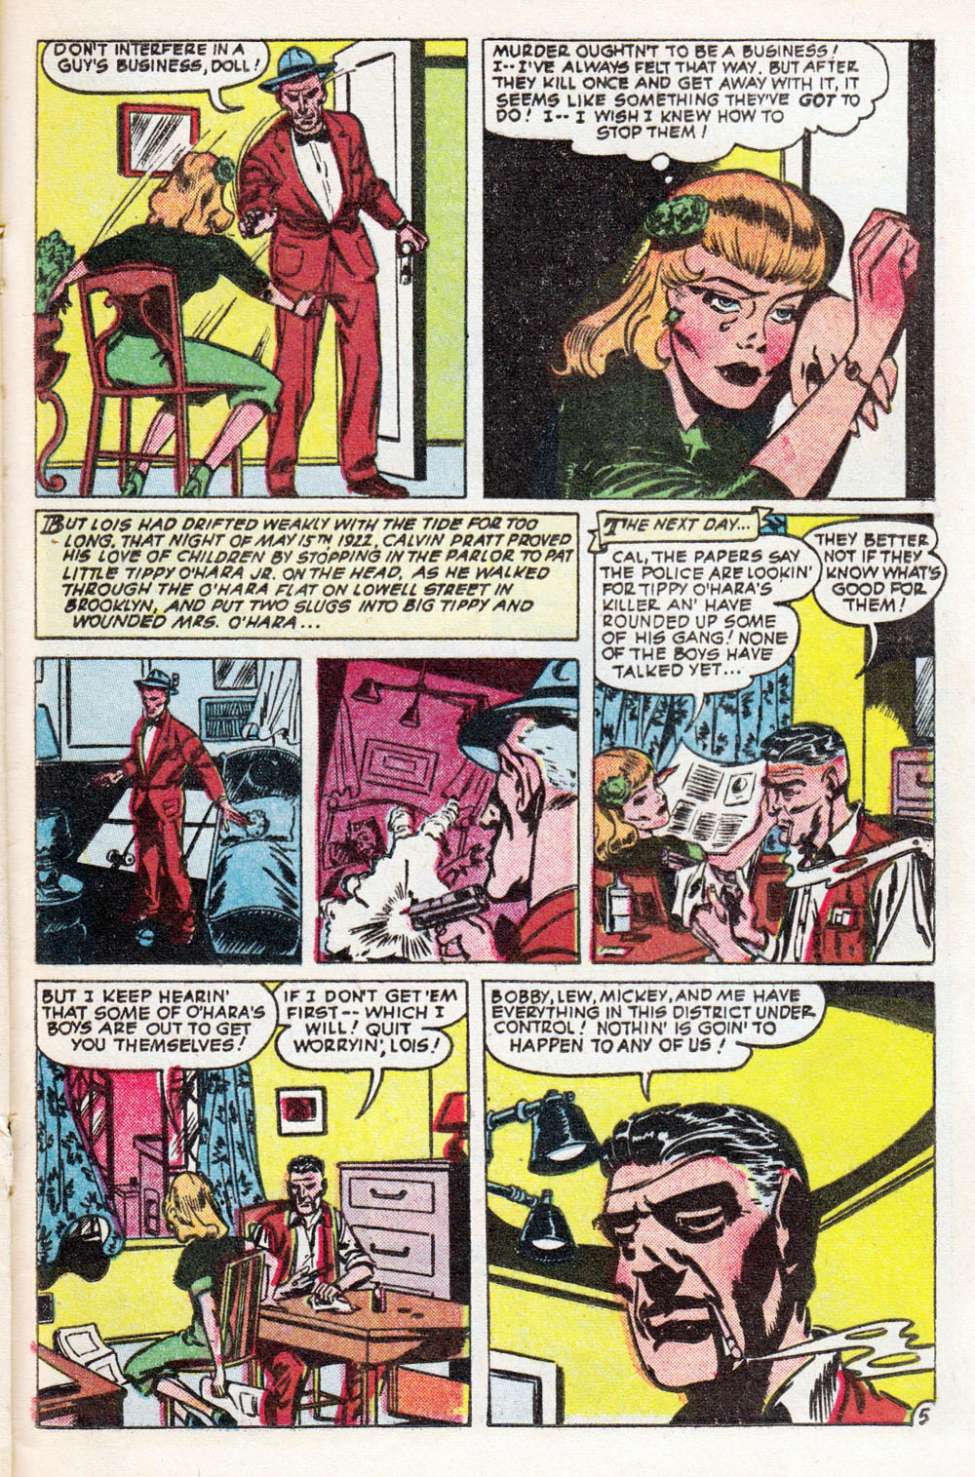 DON'T INTERFERE IN A
GUY'S BUSINESS, DOLL!
MURDER OUGHTN'T TO BE A BUSINESS!
I-- I'VE ALWAYS FELT THAT WAY. BUT AFTER
THEY KILL ONCE AND GET AWAY WITH IT, IT
SEEMS LIKE SOMETHING THEY'VE GOT TO
DO! I-- I WISH I KNEW HOW TO
STOP THEM!
BUT LOIS HAD DRIFTED WEAKLY WITH THE TIDE FOR TOO
LONG, THAT NIGHT OF MAY 15TH 1922, CALVIN PRATT PROVED
HIS LOVE OF CHILDREN BY STOPPING IN THE PARLOR TO PAT
LITTLE TIPPY O'HARA JR. ON THE HEAD, AS HE WALKED
THROUGH THE O'HARA FLAT ON LOWELL STREET IN
BROOKLYN, AND PUT TWO SLUGS INTO BIG TIPPY AND
WOUNDED MRS. O'HARA...
THE NEXT DAY...
CAL, THE PAPERS SAY
THE POLICE ARE LOOKIN'
FOR TIPPY O'HARA'S
KILLER AN' HAVE
ROUNDED UP SOME
OF HIS GANG! NONE
OF THE BOYS HAVE
TALKED YET...
THEY BETTER
NOT IF THEY
KNOW WHAT'S
GOOD FOR
THEM!
BUT I KEEP HEARIN'
THAT SOME OF O'HARA'S
BOYS ARE OUT TO GET
YOU THEMSELVES!
IF I DON'T GET 'EM
FIRST-- WHICH I
WILL! QUIT
WORRYIN', LOIS!
BOBBY, LEW, MICKEY, AND ME HAVE
EVERYTHING IN THIS DISTRICT UNDER
CONTROL! NOTHIN' IS GOIN' TO
HAPPEN TO ANY OF US!
5